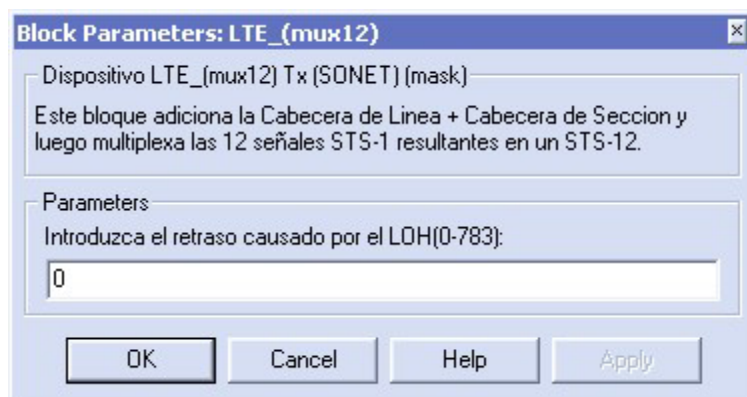 Block Parameters: LTE_(mux12)
Dispositivo LTE_(mux12) Tx (SONET) (mask)
Este bloque adiciona la Cabecera de Linea + Cabecera de Seccion y
luego multiplexa las 12 señales STS-1 resultantes en un STS-12.
Parameters
Introduzca el retraso causado por el LOH(0-783):
0
OK Cancel Help Apply